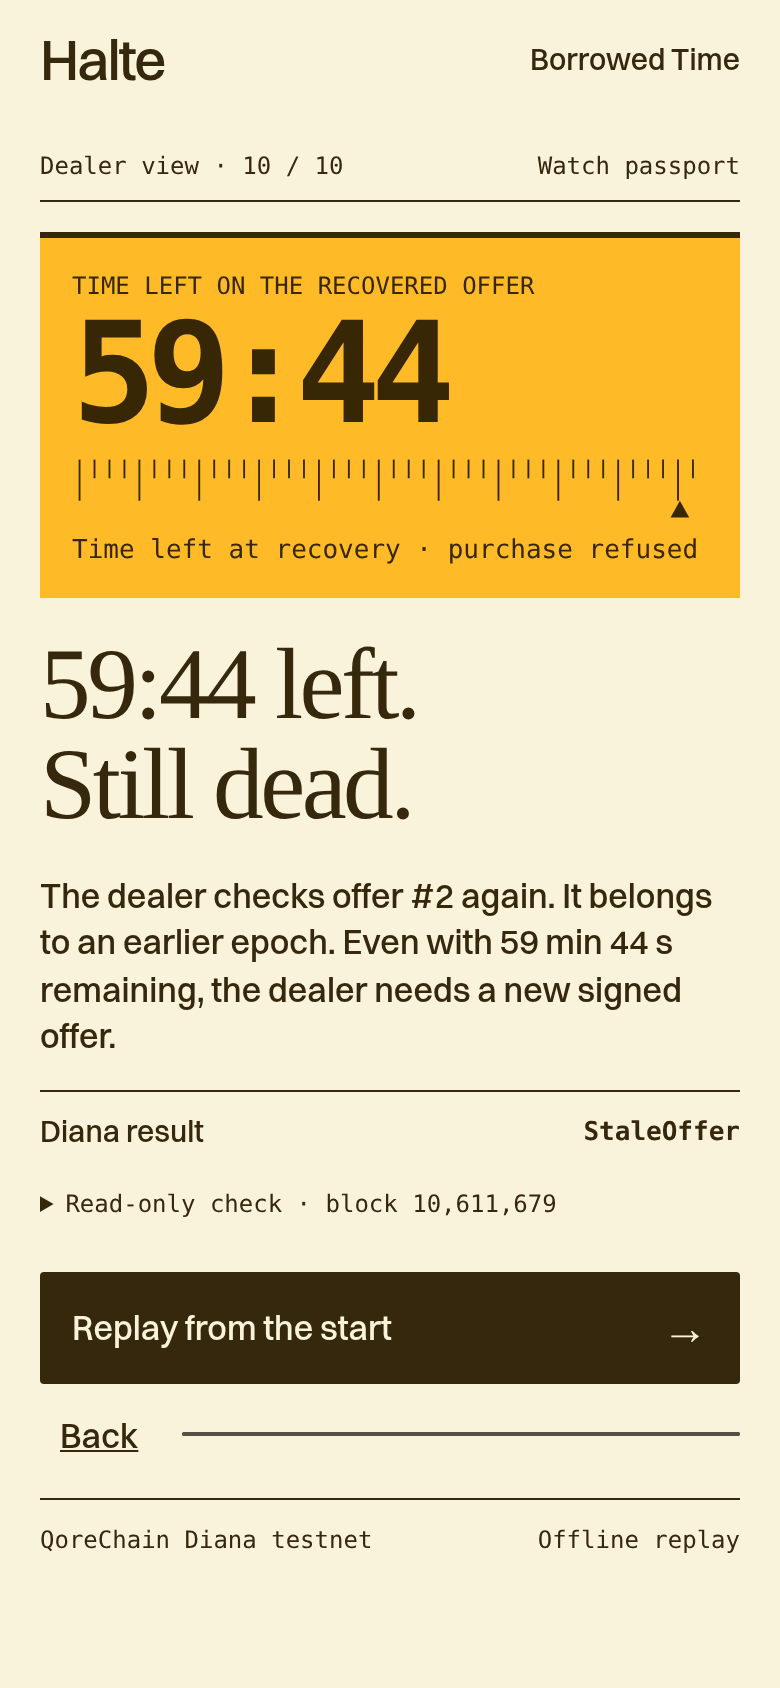 Halte
Borrowed Time
Dealer view · 10 / 10
Watch passport
TIME LEFT ON THE RECOVERED OFFER
59:44
Time left at recovery · purchase refused
59:44 left.
Still dead.
The dealer checks offer #2 again. It belongs
to an earlier epoch. Even with 59 min 44 s
remaining, the dealer needs a new signed
offer.
Diana result
StaleOffer
Read-only check · block 10,611,679
Replay from the start →
Back
QoreChain Diana testnet
Offline replay